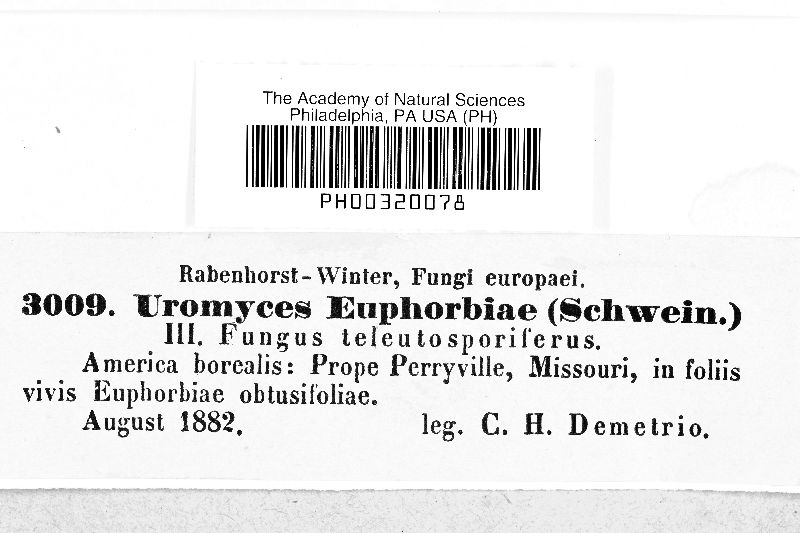 The Academy of Natural Sciences
Philadelphia, PA USA (PH)
PH00320078
Rabenhorst-Winter, Fungi europaei.
3009. Uromyces Euphorbiae (Schwein.)
III. Fungus teleutosporiferus.
America borealis: Prope Perryville, Missouri, in foliis
vivis Euphorbiae obtusifoliae.
August 1882. leg. C. H. Demetrio.